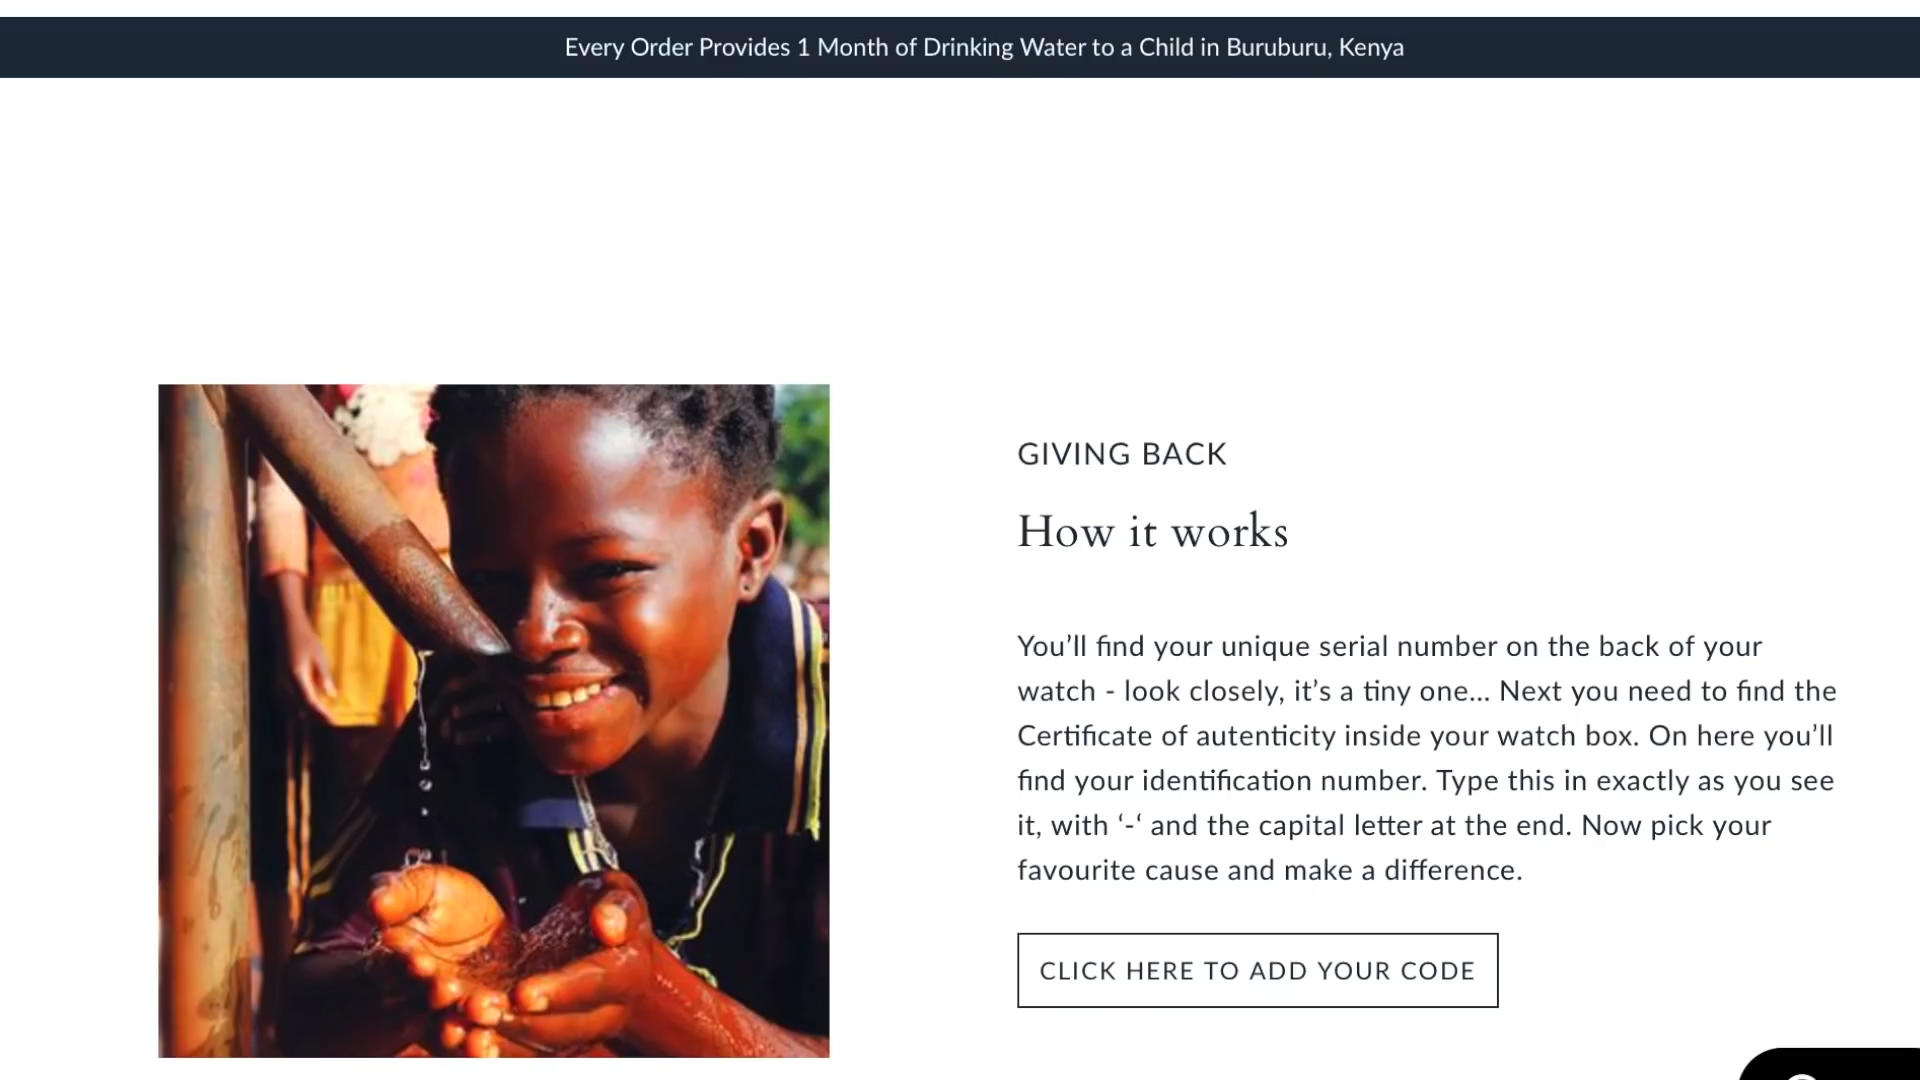 Every Order Provides 1 Month of Drinking Water to a Child in Buruburu, Kenya
GIVING BACK
How it works
You’ll find your unique serial number on the back of your
watch - look closely, it’s a tiny one... Next you need to find the
Certificate of autenticity inside your watch box. On here you’ll
find your identification number. Type this in exactly as you see
it, with ‘-‘ and the capital letter at the end. Now pick your
favourite cause and make a difference.
CLICK HERE TO ADD YOUR CODE